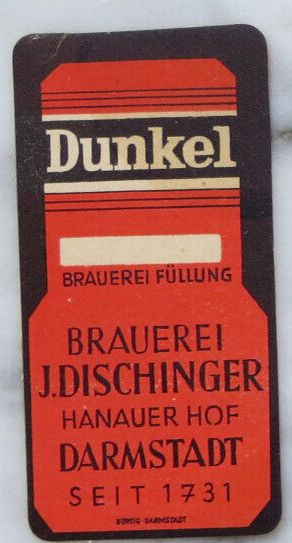 Dunkel
BRAUEREI FÜLLUNG
BRAUEREI
J. DISCHINGER
HANAUER HOF
DARMSTADT
SEIT 1731